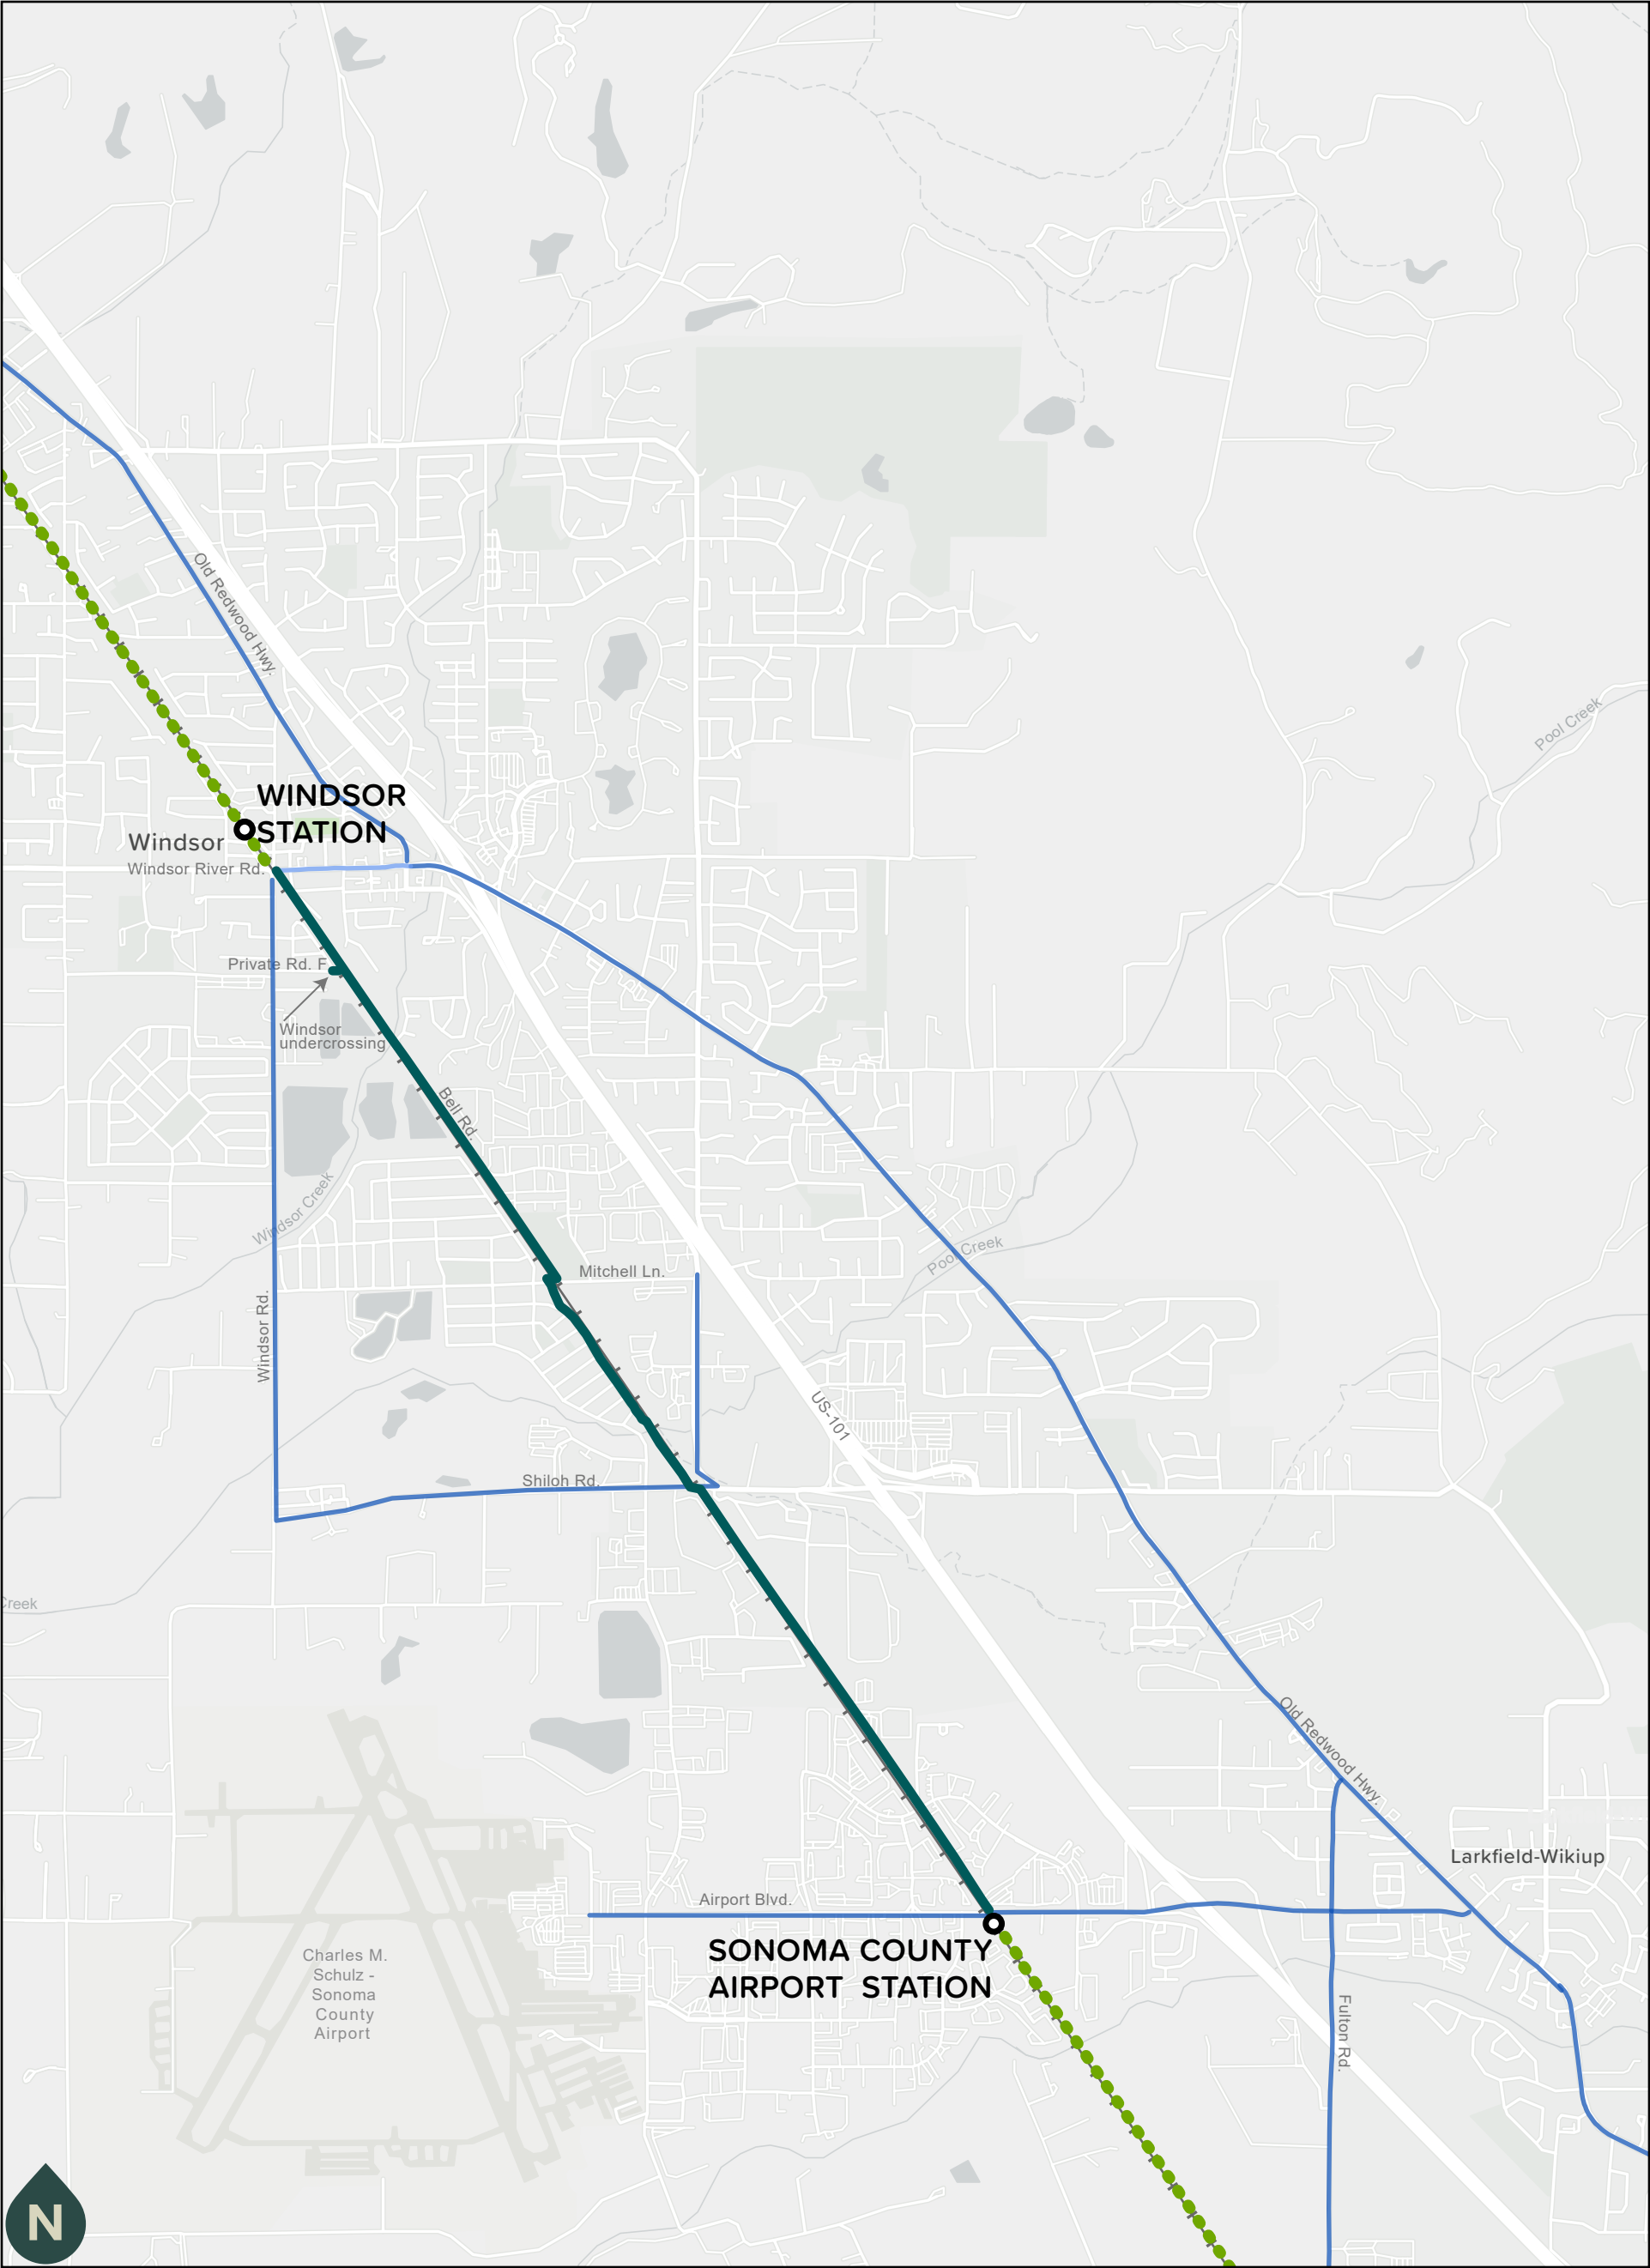 Old Redwood Hwy.
Pool Creek
WINDSOR
STATION
Windsor
Windsor River Rd.
Private Rd. F
Windsor
undercrossing
Bell Rd.
Windsor Creek
Pool Creek
Mitchell Ln.
Windsor Rd.
US-101
Shiloh Rd.
Creek
Old Redwood Hwy.
Larkfield-Wikiup
Airport Blvd.
SONOMA COUNTY
AIRPORT STATION
Charles M.
Schulz -
Sonoma
County
Airport
Fulton Rd.
N